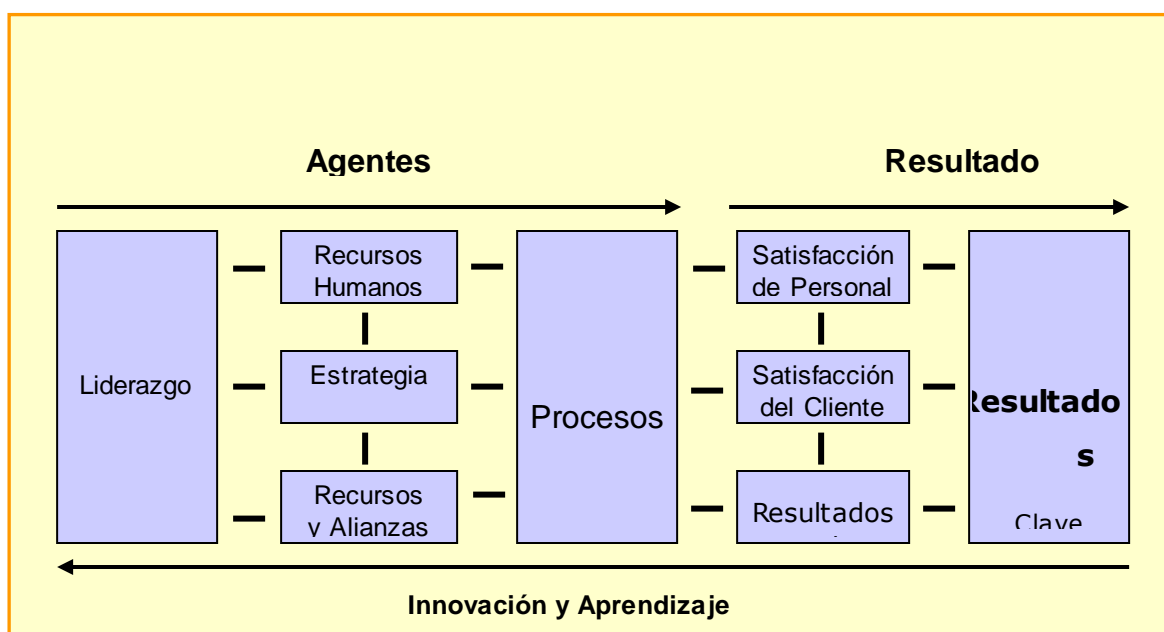 Agentes
Resultado
Liderazgo
Recursos
Humanos
Estrategia
Recursos
y Alianzas
Procesos
Satisfacción
de Personal
Satisfacción
del Cliente
Resultados
Resultado
s
Clave
Innovación y Aprendizaje